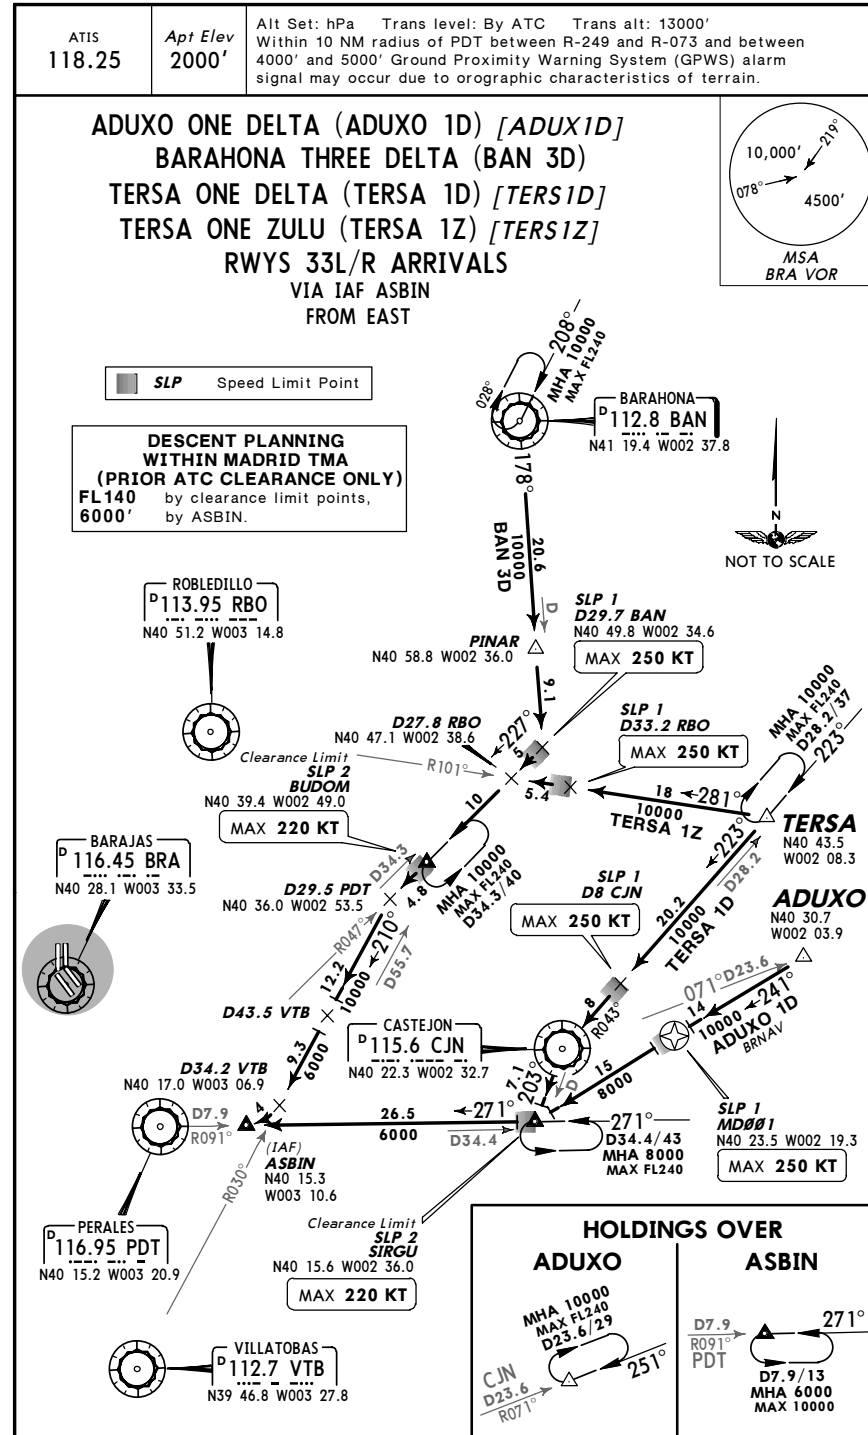 ATIS
118.25
Apt Elev
2000'
Alt Set: hPa Trans level: By ATC Trans alt: 13000'
Within 10 NM radius of PDT between R-249 and R-073 and between
4000' and 5000' Ground Proximity Warning System (GPWS) alarm
signal may occur due to orographic characteristics of terrain.
ADUXO ONE DELTA (ADUXO 1D) [ADUX1D]
BARAHONA THREE DELTA (BAN 3D)
TERSA ONE DELTA (TERSA 1D) [TERS1D]
TERSA ONE ZULU (TERSA 1Z) [TERS1Z]
RWYS 33L/R ARRIVALS
VIA IAF ASBIN
FROM EAST
219°
10,000'
078°
4500'
MSA
BRA VOR
SLP Speed Limit Point
DESCENT PLANNING
WITHIN MADRID TMA
(PRIOR ATC CLEARANCE ONLY)
FL140 by clearance limit points,
6000' by ASBIN.
208°
MHA 10000
MAX FL240
028°
BARAHONA
D 112.8 BAN
N41 19.4 W002 37.8
178°
20.6
10000
BAN 3D
D
N
NOT TO SCALE
ROBLEDILLO
D 113.95 RBO
N40 51.2 W003 14.8
PINAR
N40 58.8 W002 36.0
9.1
SLP 1
D29.7 BAN
N40 49.8 W002 34.6
MAX 250 KT
D27.8 RBO
N40 47.1 W002 38.6
227°
5
R101°
SLP 1
D33.2 RBO
MAX 250 KT
5.4
MHA 10000
MAX FL240
D28.2/37
223°
18
281°
10000
TERSA 1Z
TERSA
N40 43.5
W002 08.3
Clearance Limit
SLP 2
BUDOM
N40 39.4 W002 49.0
MAX 220 KT
10
D34.3
4.8
MHA 10000
MAX FL240
D34.3/40
223°
D28.2
20.2
10000
TERSA 1D
BARAJAS
D 116.45 BRA
N40 28.1 W003 33.5
D29.5 PDT
N40 36.0 W002 53.5
R047°
210°
D55.7
12.2
10000
SLP 1
D8 CJN
MAX 250 KT
8
R043°
ADUXO
N40 30.7
W002 03.9
071°
D23.6
14
241°
10000
ADUXO 1D
BRNAV
D43.5 VTB
9.3
6000
CASTEJON
D 115.6 CJN
N40 22.3 W002 32.7
7.1
203°
D
15
8000
SLP 1
MDØØ1
N40 23.5 W002 19.3
MAX 250 KT
D34.2 VTB
N40 17.0 W003 06.9
4
D7.9
R091°
(IAF)
ASBIN
N40 15.3
W003 10.6
26.5
271°
6000
D34.4
271°
D34.4/43
MHA 8000
MAX FL240
R030°
PERALES
D 116.95 PDT
N40 15.2 W003 20.9
Clearance Limit
SLP 2
SIRGU
N40 15.6 W002 36.0
MAX 220 KT
VILLATOBAS
D 112.7 VTB
N39 46.8 W003 27.8
HOLDINGS OVER
ADUXO
MHA 10000
MAX FL240
D23.6/29
CJN
D23.6
R071°
251°
ASBIN
D7.9
R091°
PDT
271°
D7.9/13
MHA 6000
MAX 10000